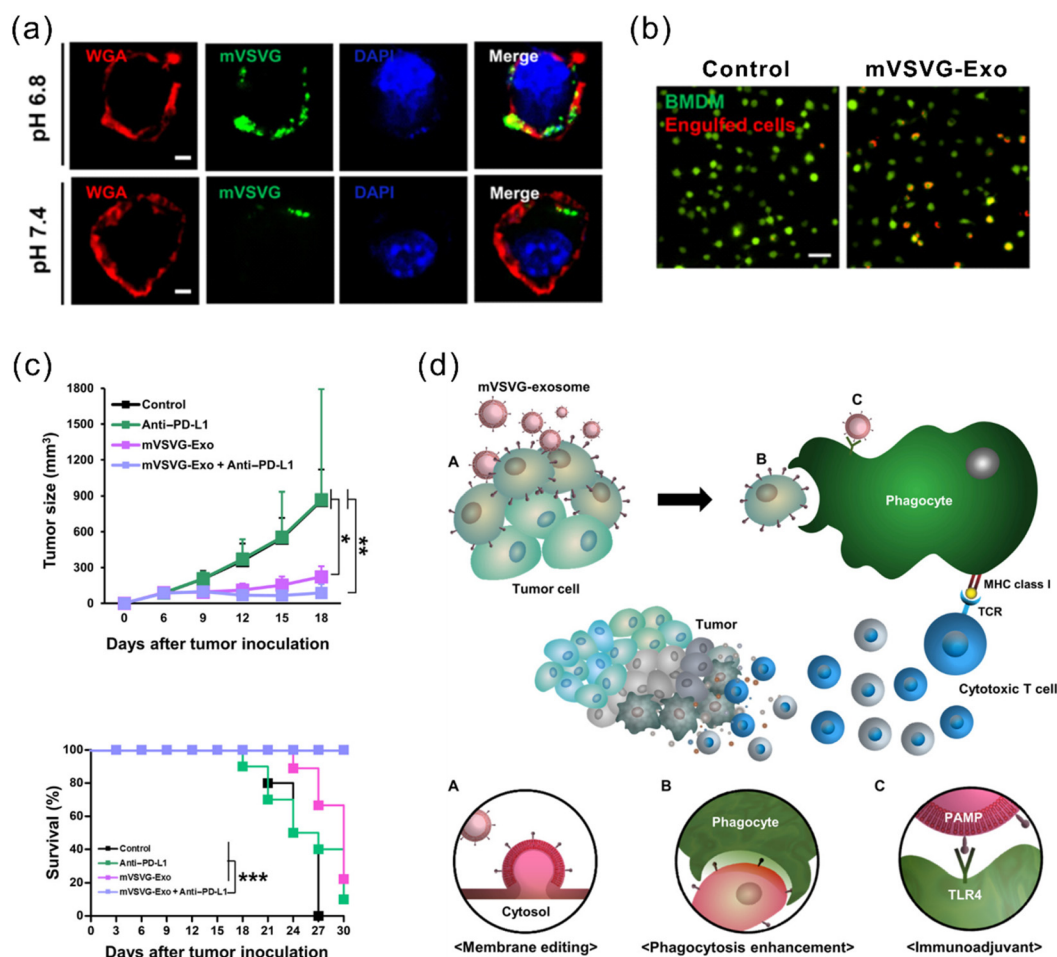 (a)
pH 6.8
WGA
mVSVG
DAPI
Merge
pH 7.4
WGA
mVSVG
DAPI
Merge
(b)
Control
mVSVG-Exo
BMDM
Engulfed cells
(c)
Tumor size (mm³)
1800
1500
1200
900
600
300
0
Control
Anti–PD-L1
mVSVG-Exo
mVSVG-Exo + Anti–PD-L1
*
**
0 6 9 12 15 18
Days after tumor inoculation
Survival (%)
100
80
60
40
20
0
Control
Anti–PD-L1
mVSVG-Exo
mVSVG-Exo + Anti–PD-L1
***
0 3 6 9 12 15 18 21 24 27 30
Days after tumor inoculation
(d)
mVSVG-exosome
A
Tumor cell
B
C
Phagocyte
MHC class I
TCR
Cytotoxic T cell
Tumor
A
Cytosol
<Membrane editing>
B
Phagocyte
<Phagocytosis enhancement>
C
PAMP
TLR4
<Immunoadjuvant>